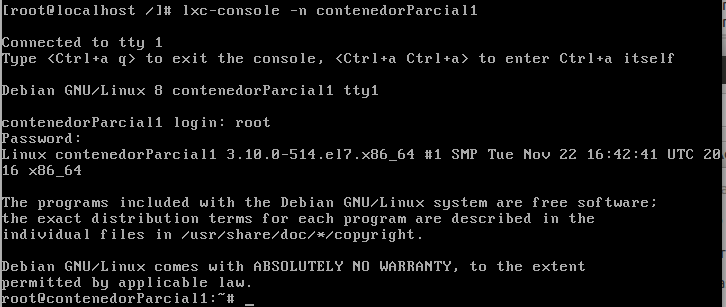 [root@localhost /]# lxc-console -n contenedorParcial1
Connected to tty 1
Type <Ctrl+a q> to exit the console, <Ctrl+a Ctrl+a> to enter Ctrl+a itself
Debian GNU/Linux 8 contenedorParcial1 tty1
contenedorParcial1 login: root
Password:
Linux contenedorParcial1 3.10.0-514.el7.x86_64 #1 SMP Tue Nov 22 16:42:41 UTC 20
16 x86_64
The programs included with the Debian GNU/Linux system are free software;
the exact distribution terms for each program are described in the
individual files in /usr/share/doc/*/copyright.
Debian GNU/Linux comes with ABSOLUTELY NO WARRANTY, to the extent
permitted by applicable law.
root@contenedorParcial1:~# _